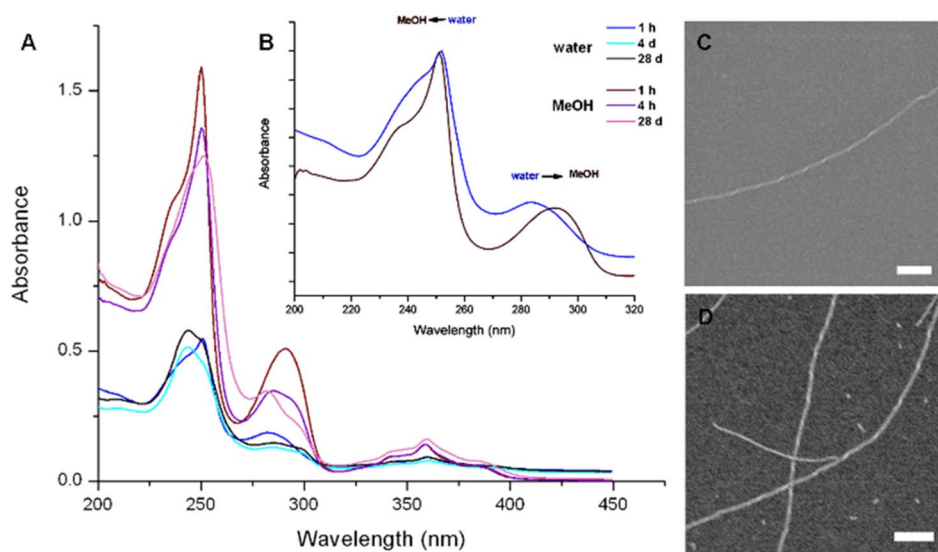 A
Absorbance
1.5
1.0
0.5
0.0
200 250 300 350 400 450
Wavelength (nm)
B
MeOH water
water MeOH
Absorbance
200 220 240 260 280 300 320
Wavelength (nm)
water
1 h
4 d
28 d
MeOH
1 h
4 h
28 d
C
D